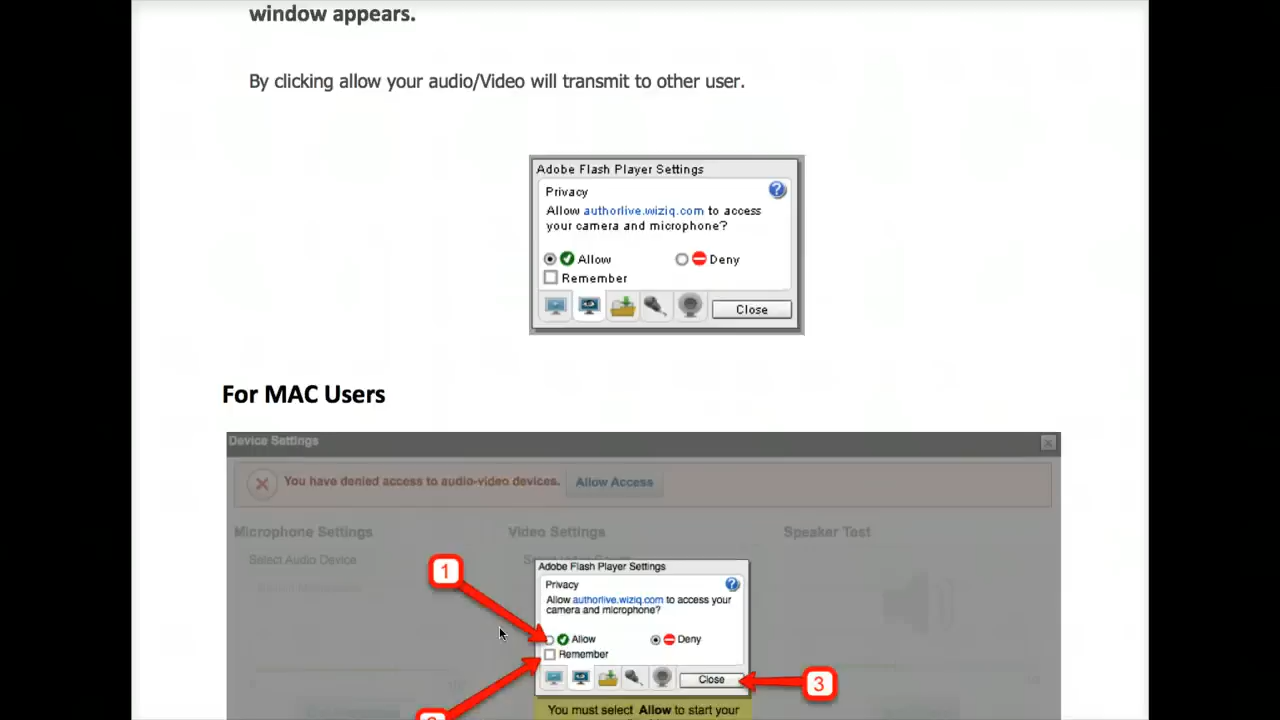 window appears.
By clicking allow your audio/Video will transmit to other user.
Adobe Flash Player Settings
Privacy
?
Allow authorlive.wiziq.com to access
your camera and microphone?
Allow
Deny
Remember
Close
For MAC Users
Device Settings
You have denied access to audio-video devices.
Allow Access
Microphone Settings
Video Settings
Speaker Test
Select Audio Device
1
Adobe Flash Player Settings
Privacy
?
Allow authorlive.wiziq.com to access your
camera and microphone?
Allow
Deny
Remember
Close
3
You must select Allow to start your